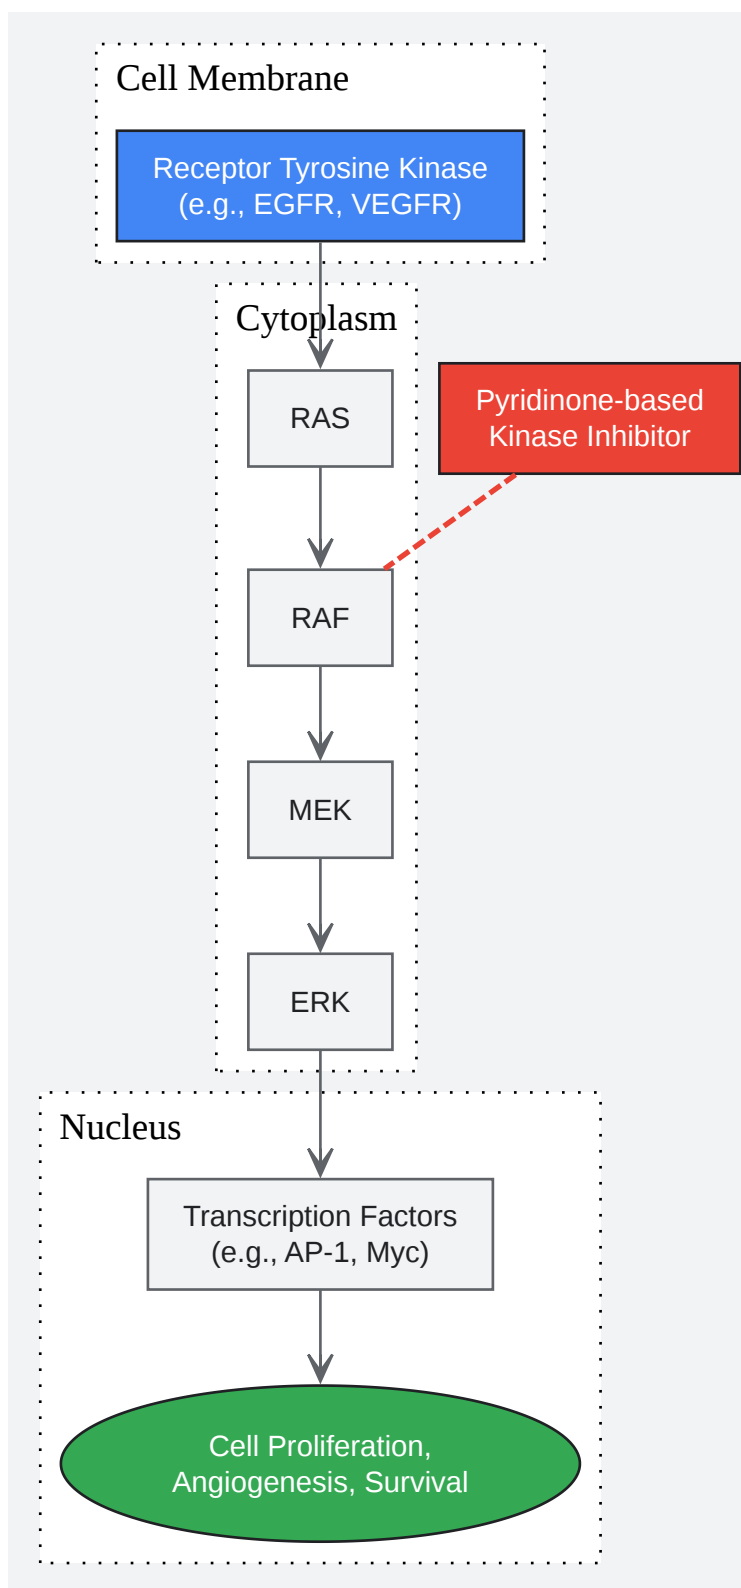 Cell Membrane
Receptor Tyrosine Kinase
(e.g., EGFR, VEGFR)
Cytoplasm
RAS
Pyridinone-based
Kinase Inhibitor
RAF
MEK
ERK
Nucleus
Transcription Factors
(e.g., AP-1, Myc)
Cell Proliferation,
Angiogenesis, Survival